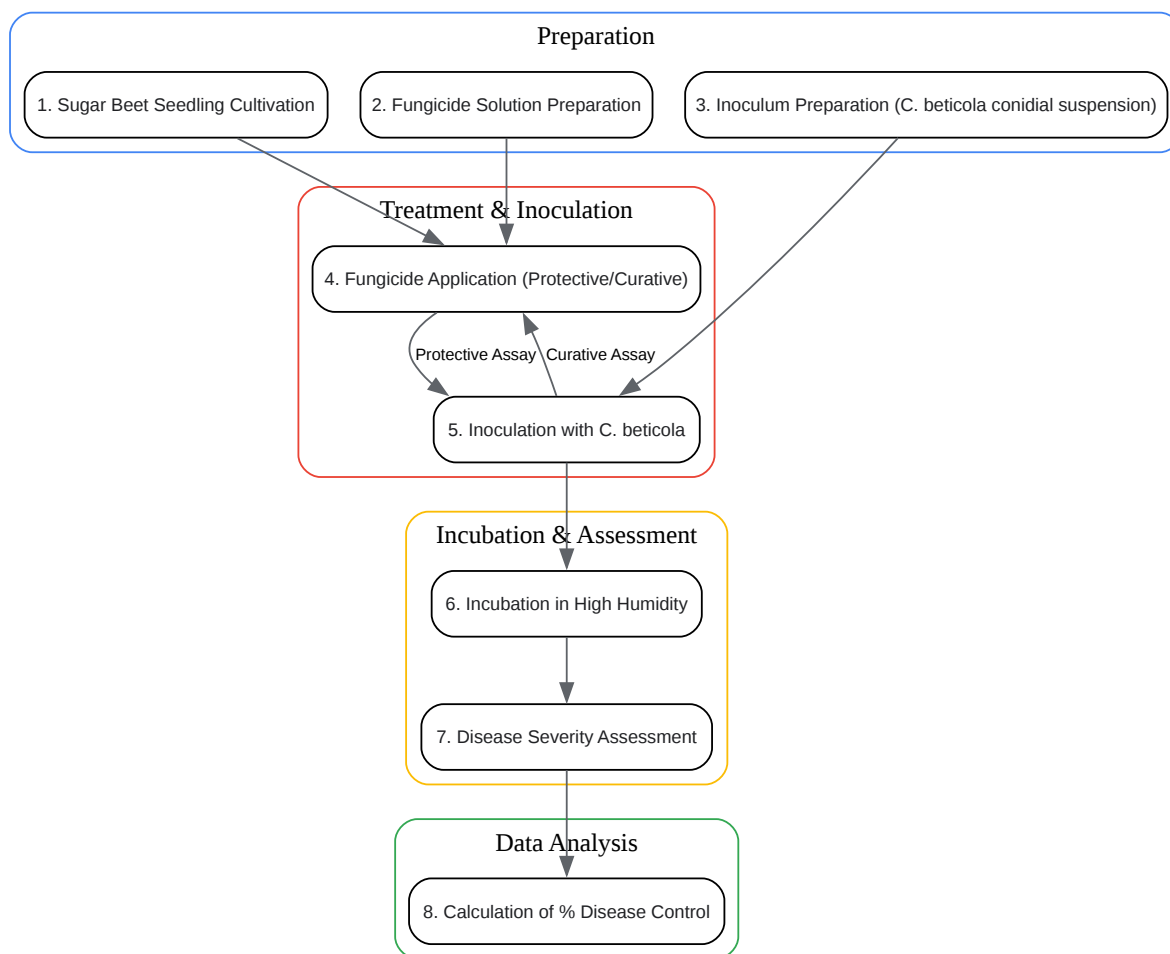 Preparation
1. Sugar Beet Seedling Cultivation
2. Fungicide Solution Preparation
3. Inoculum Preparation (C. beticola conidial suspension)
Treatment & Inoculation
4. Fungicide Application (Protective/Curative)
Protective Assay
Curative Assay
5. Inoculation with C. beticola
Incubation & Assessment
6. Incubation in High Humidity
7. Disease Severity Assessment
Data Analysis
8. Calculation of % Disease Control